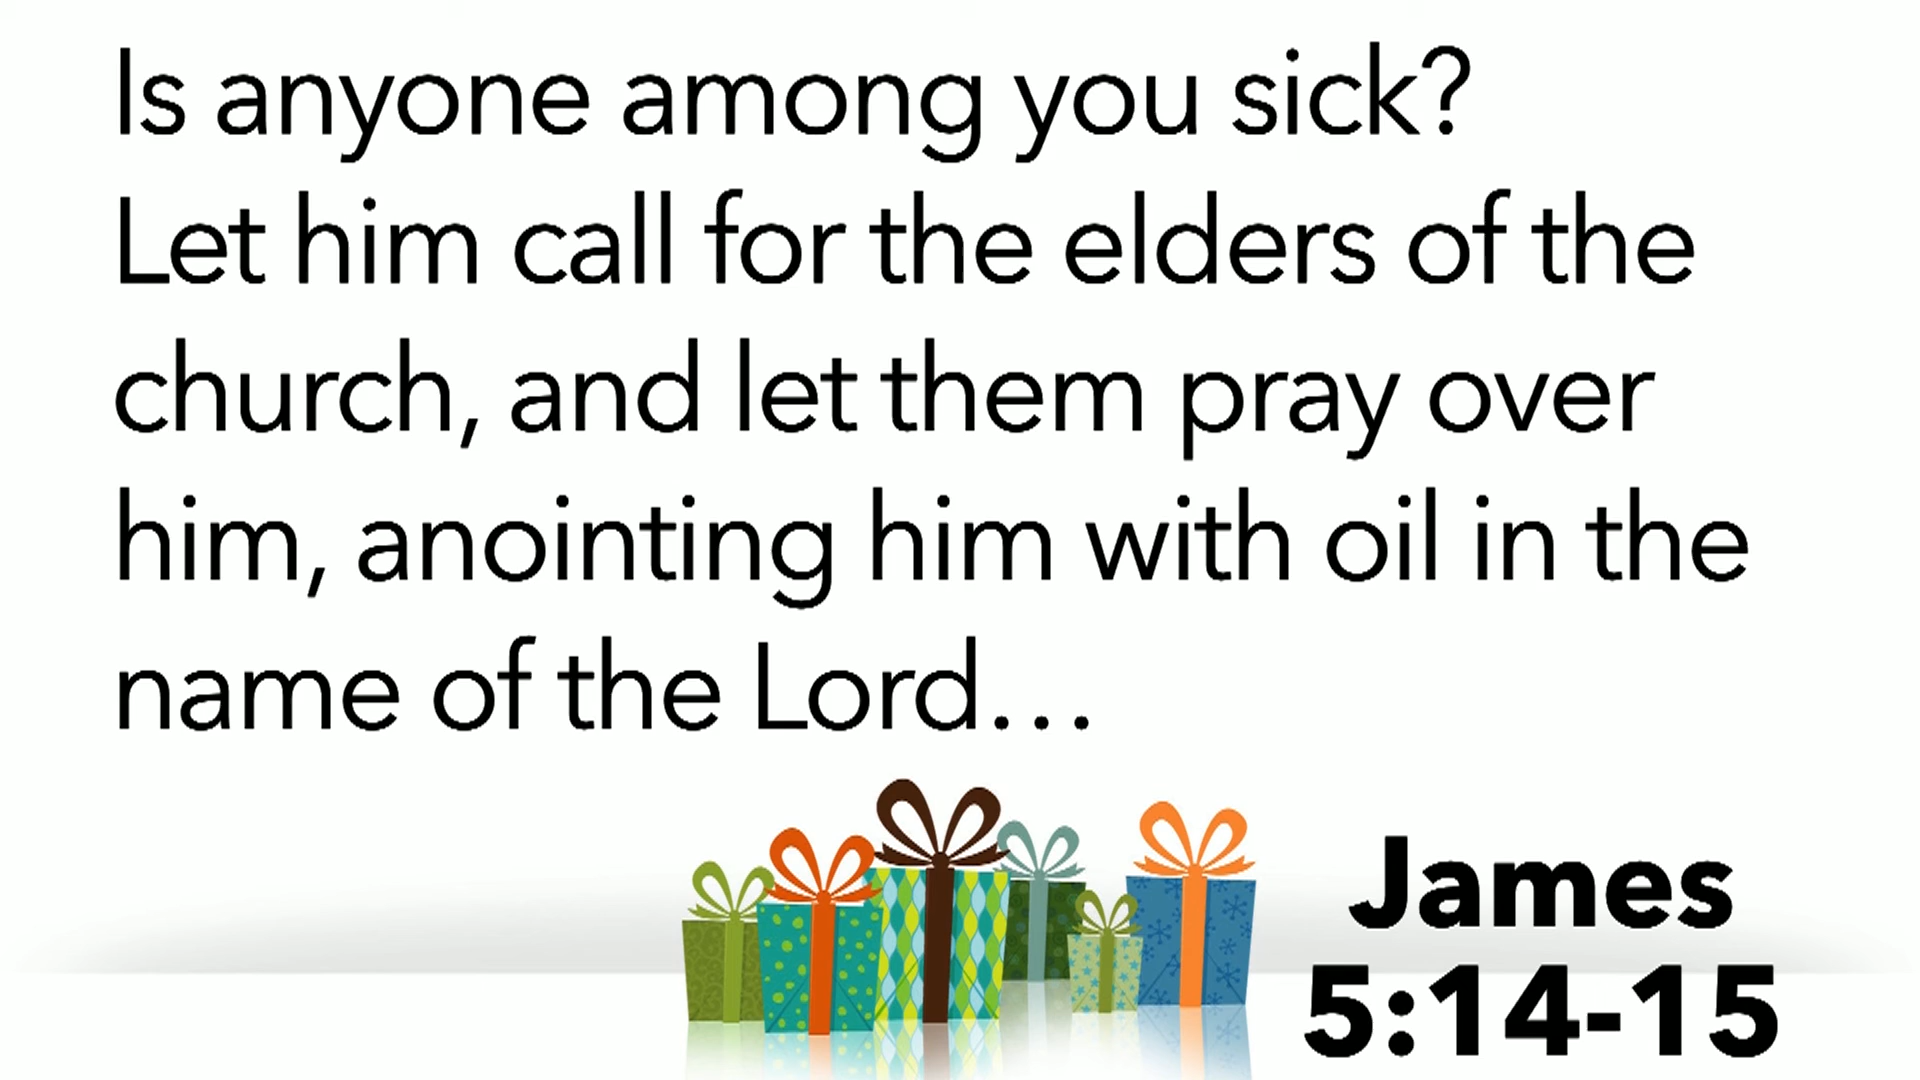 Is anyone among you sick?
Let him call for the elders of the
church, and let them pray over
him, anointing him with oil in the
name of the Lord…
James
5:14-15